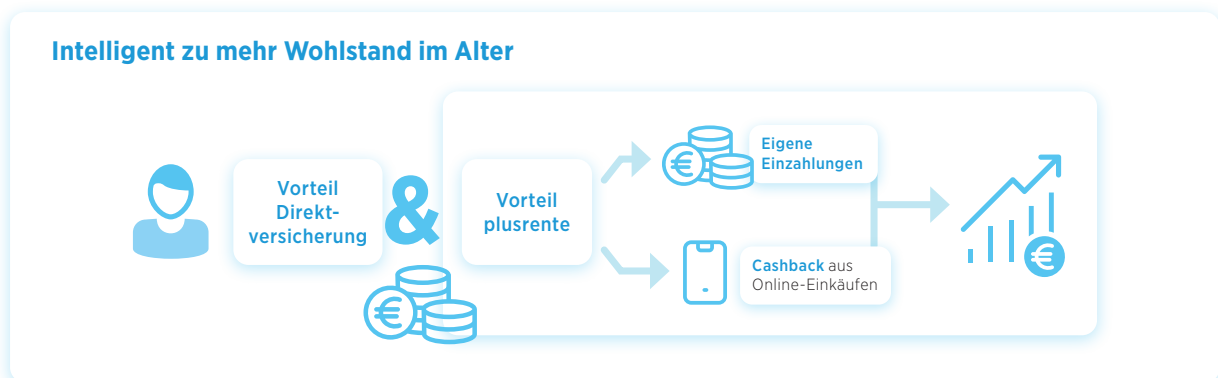 Intelligent zu mehr Wohlstand im Alter
Vorteil
Direkt-
versicherung
&
Vorteil
plusrente
Eigene
Einzahlungen
Cashback aus
Online-Einkäufen
€
€
€